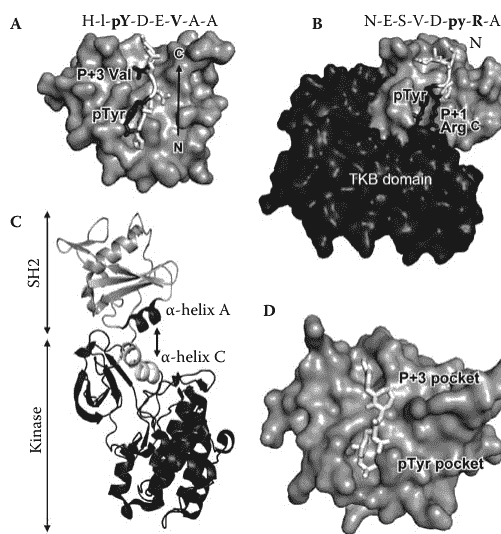 A
H-l-pY-D-E-V-A-A
P+3 Val
C
pTyr
N
B
N-E-S-V-D-py-R-A
N
pTyr
P+1
Arg C
TKB domain
C
SH2
α-helix A
α-helix C
Kinase
D
P+3 pocket
pTyr pocket